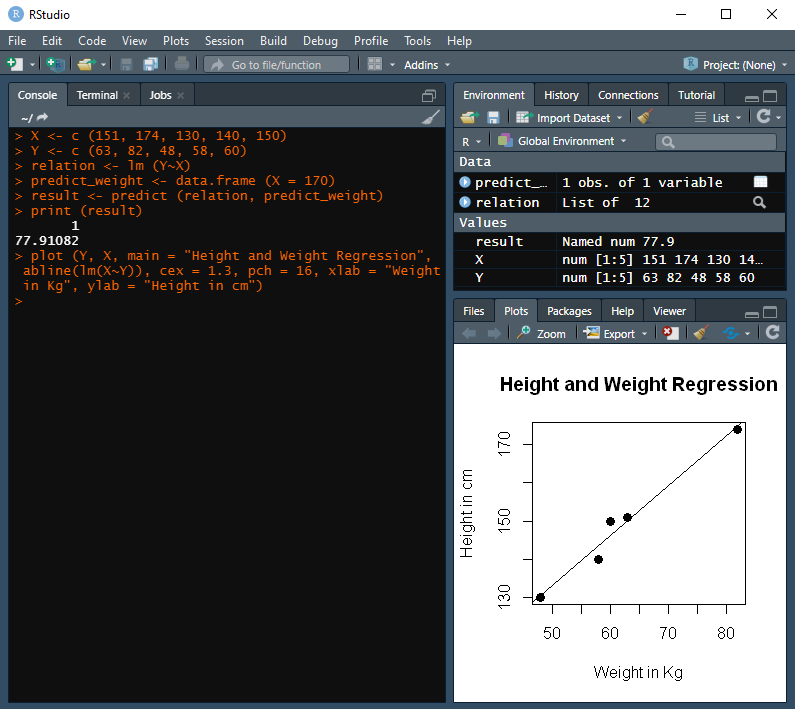 RStudio
File Edit Code View Plots Session Build Debug Profile Tools Help
Go to file/function Addins Project: (None)
Console Terminal Jobs
~/
> X <- c (151, 174, 130, 140, 150)
> Y <- c (63, 82, 48, 58, 60)
> relation <- lm (Y~X)
> predict_weight <- data.frame (X = 170)
> result <- predict (relation, predict_weight)
> print (result)
1
77.91082
> plot (Y, X, main = "Height and Weight Regression",
abline(lm(X~Y)), cex = 1.3, pch = 16, xlab = "Weight
in Kg", ylab = "Height in cm")
>
Environment History Connections Tutorial
Import Dataset List
R Global Environment
Data
predict_… 1 obs. of 1 variable
relation List of 12
Values
result Named num 77.9
X num [1:5] 151 174 130 14…
Y num [1:5] 63 82 48 58 60
Files Plots Packages Help Viewer
Zoom Export
Height and Weight Regression
Height in cm
170
150
130
50 60 70 80
Weight in Kg